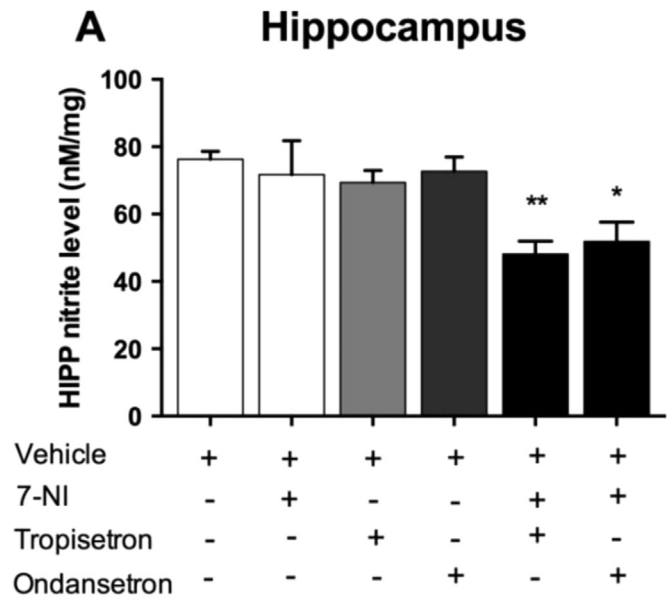 A Hippocampus
HIPP nitrite level (nM/mg)
100
80
60
40
20
0
** *
Vehicle + + + + + +
7-NI - + - - + +
Tropisetron - - + - + -
Ondansetron - - - + - +